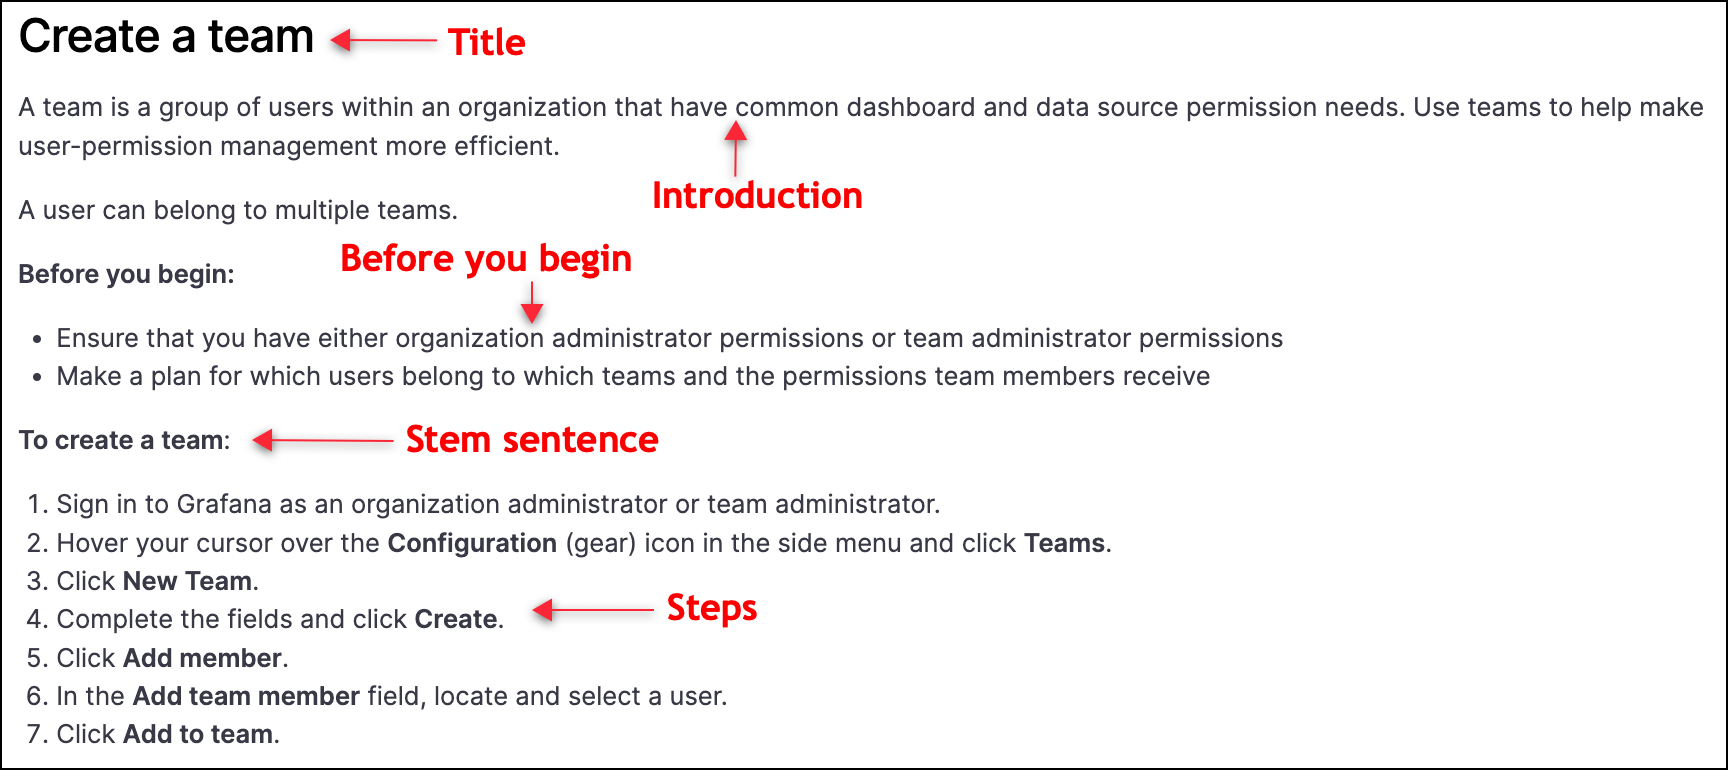 Create a team
Title
A team is a group of users within an organization that have common dashboard and data source permission needs. Use teams to help make
user-permission management more efficient.
Introduction
A user can belong to multiple teams.
Before you begin
Before you begin:
• Ensure that you have either organization administrator permissions or team administrator permissions
• Make a plan for which users belong to which teams and the permissions team members receive
To create a team:
Stem sentence
1. Sign in to Grafana as an organization administrator or team administrator.
2. Hover your cursor over the Configuration (gear) icon in the side menu and click Teams.
3. Click New Team.
4. Complete the fields and click Create.
Steps
5. Click Add member.
6. In the Add team member field, locate and select a user.
7. Click Add to team.